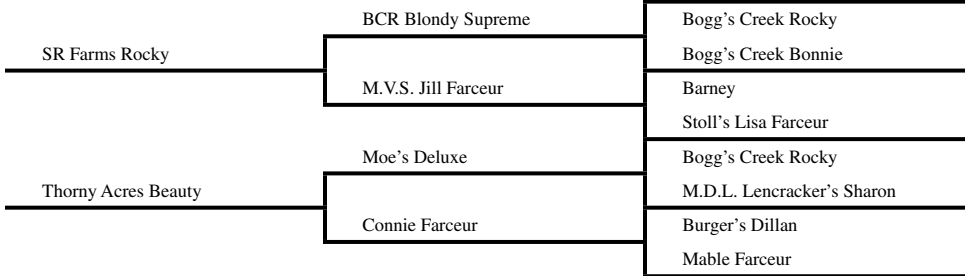 BCR Blondy Supreme
Bogg's Creek Rocky
SR Farms Rocky
Bogg's Creek Bonnie
M.V.S. Jill Farceur
Barney
Stoll's Lisa Farceur
Moe's Deluxe
Bogg's Creek Rocky
Thorny Acres Beauty
M.D.L. Lencracker's Sharon
Connie Farceur
Burger's Dillan
Mable Farceur